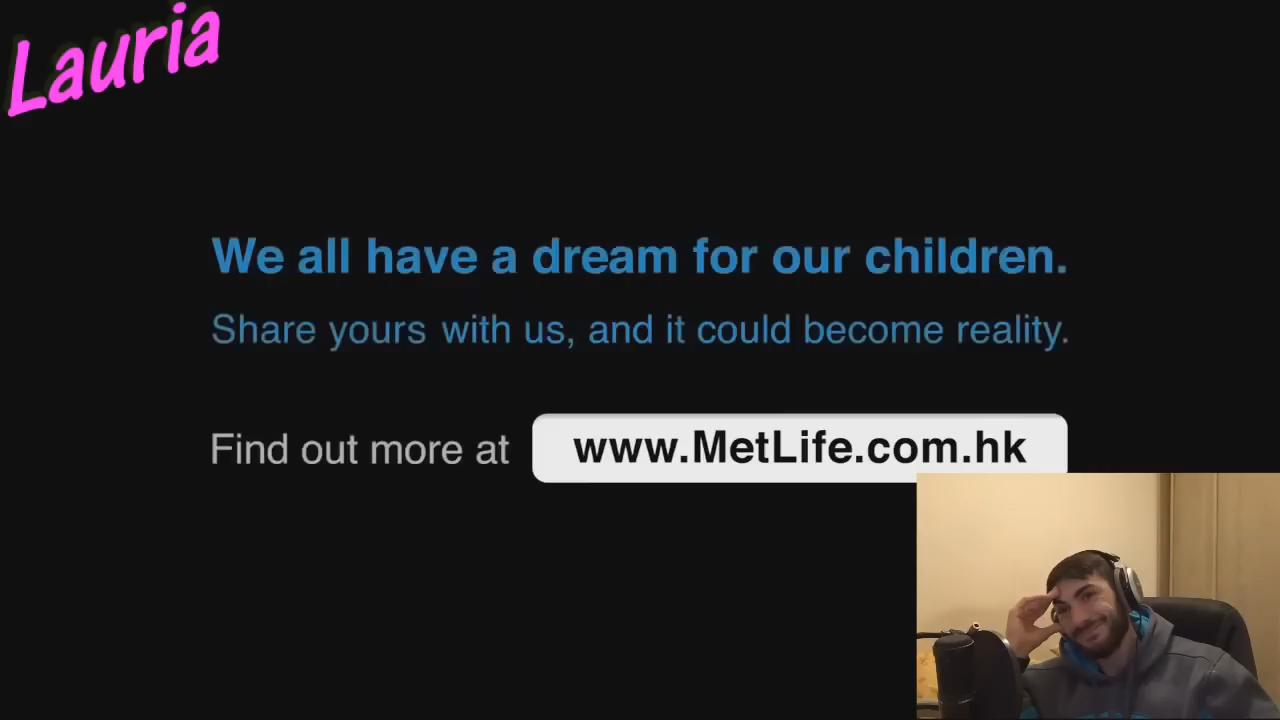 Lauria
We all have a dream for our children.
Share yours with us, and it could become reality.
Find out more at www.MetLife.com.hk